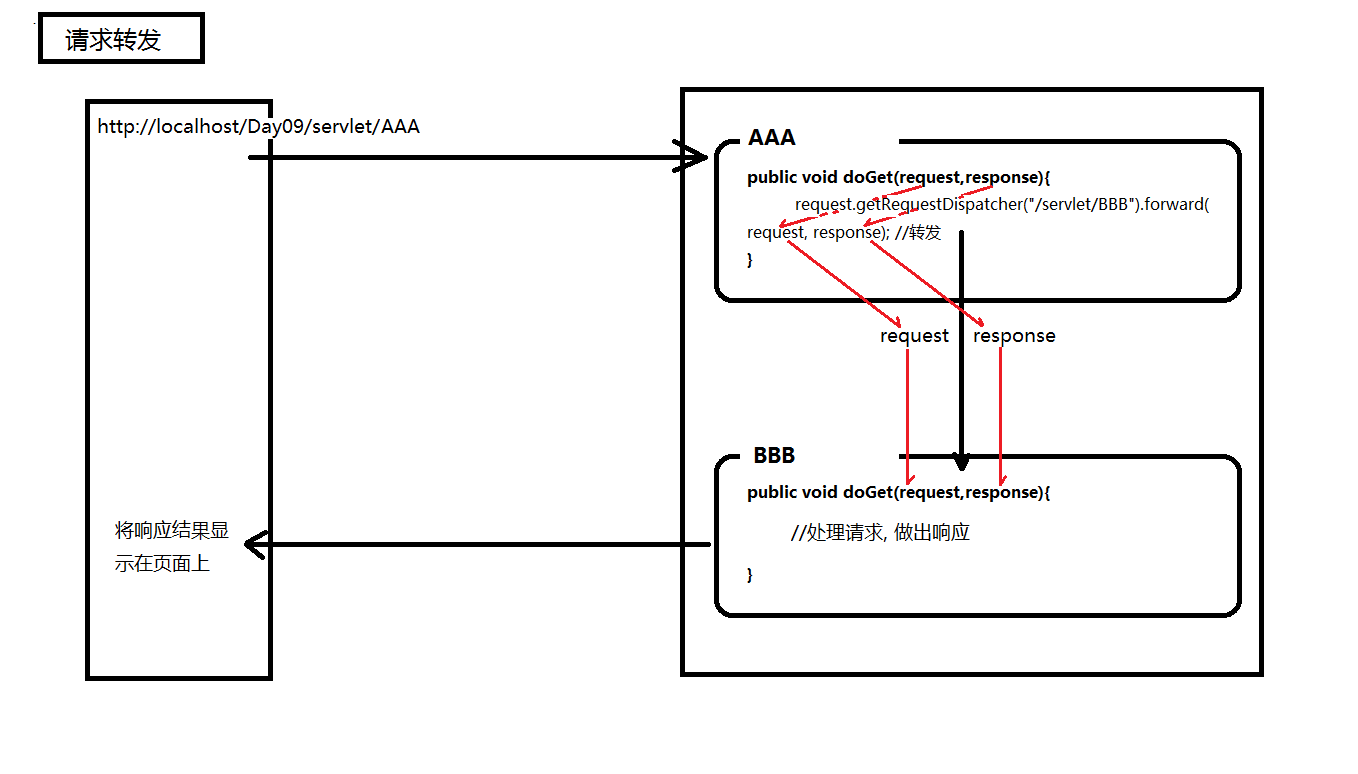 请求转发
http://localhost/Day09/servlet/AAA
AAA
public void doGet(request,response){
request.getRequestDispatcher("/servlet/BBB").forward(
request, response); //转发
}
request
response
BBB
public void doGet(request,response){
//处理请求, 做出响应
}
将响应结果显
示在页面上